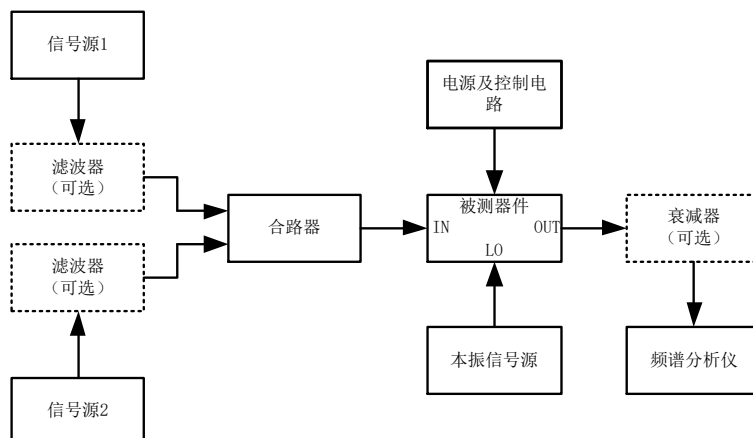 信号源1
滤波器
（可选）
滤波器
（可选）
信号源2
合路器
电源及控制电
路
被测器件
IN
OUT
LO
本振信号源
衰减器
（可选）
频谱分析仪